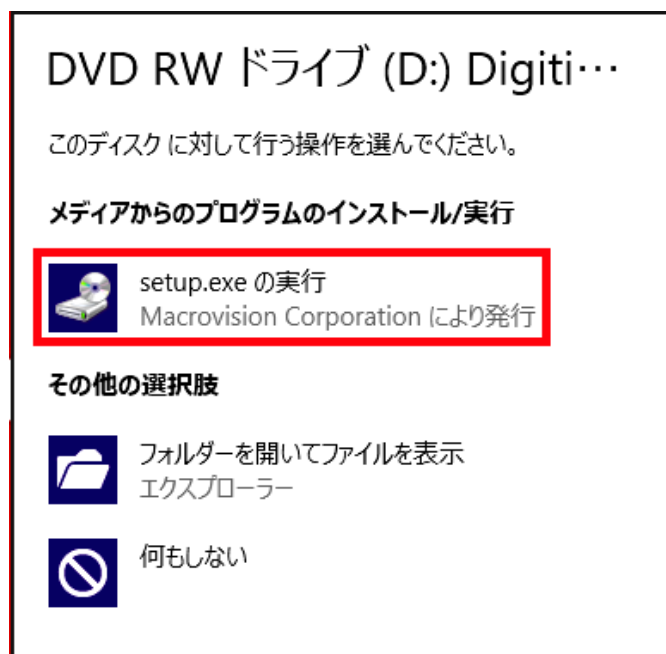 DVD RW ドライブ (D:) Digiti…
このディスク に対して行う操作を選んでください。
メディアからのプログラムのインストール/実行
setup.exe の実行
Macrovision Corporation により発行
その他の選択肢
フォルダーを開いてファイルを表示
エクスプローラー
何もしない